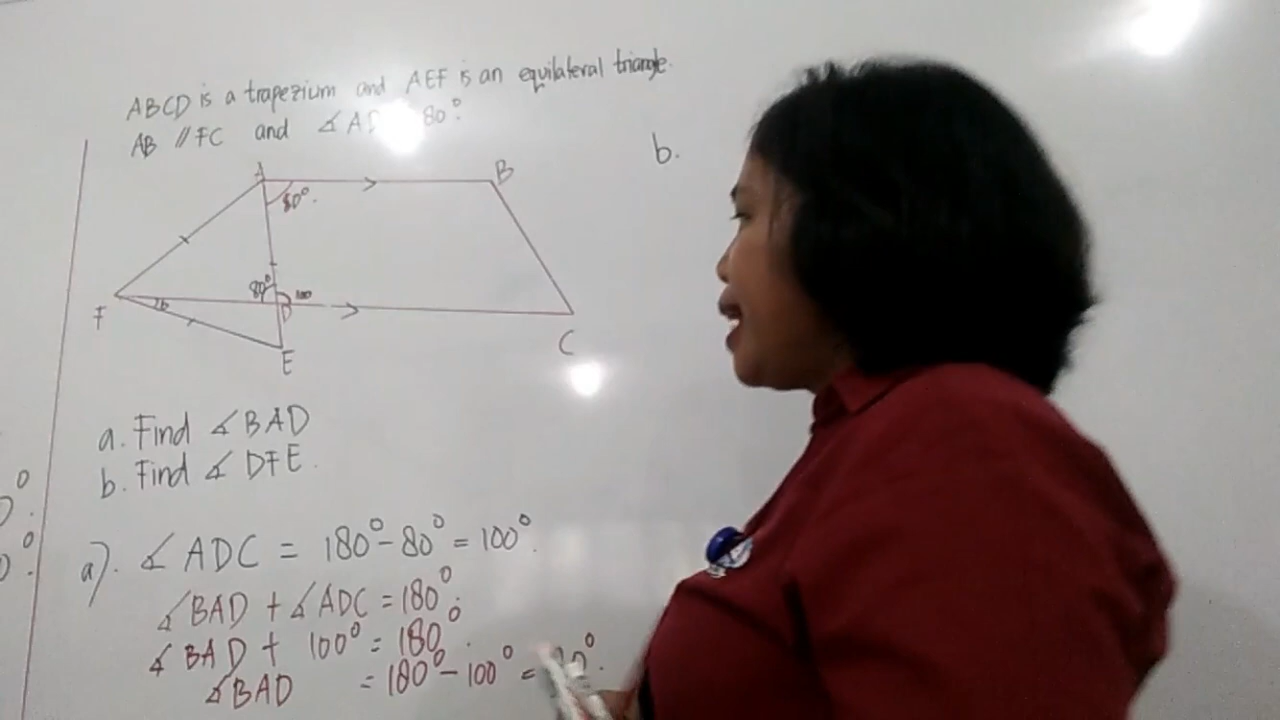 ABCD is a trapezium and AEF is an equilateral triangle.
AB // FC and ∡AD 80°.
b.
A
B
80°.
80°
100
F
b
D
E
C
a. Find ∡BAD
b. Find ∡DFE.
a). ∡ADC = 180° - 80° = 100°.
∡BAD + ∡ADC = 180°.
∡BAD + 100° = 180°.
∡BAD = 180° - 100° = 80°.